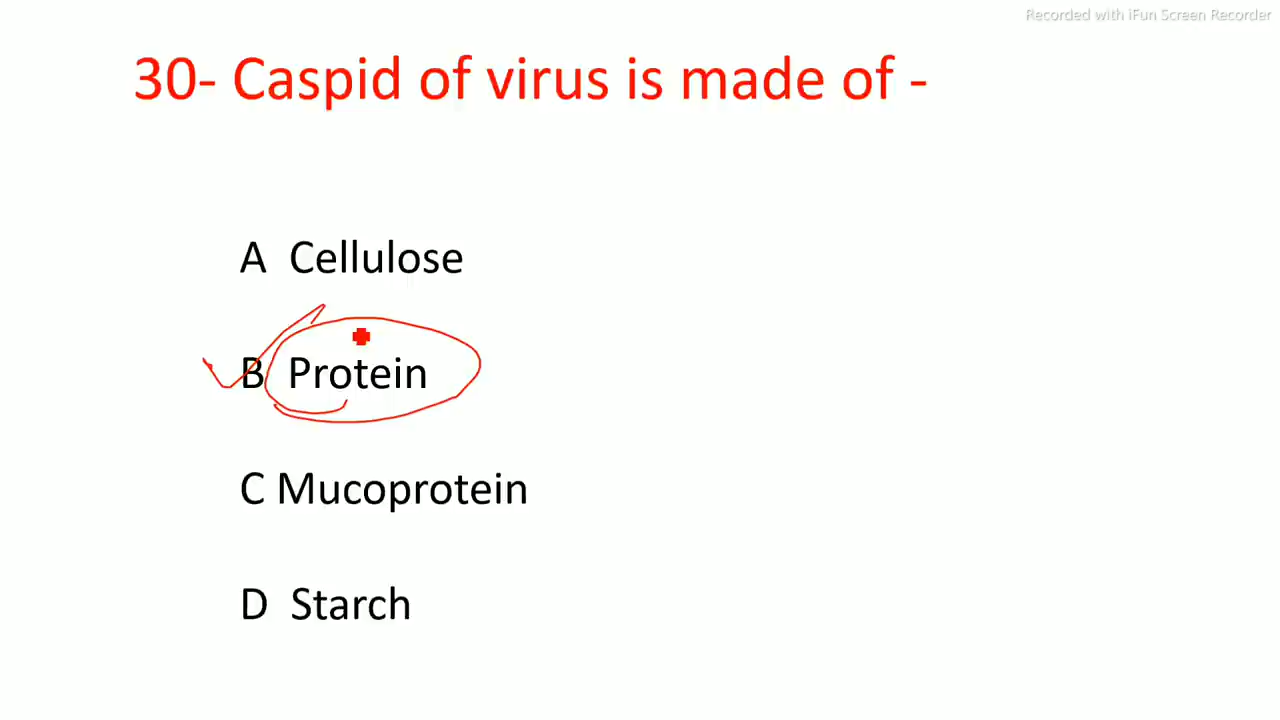 Recorded with iFun Screen Recorder
30- Caspid of virus is made of -
A Cellulose
B Protein
C Mucoprotein
D Starch